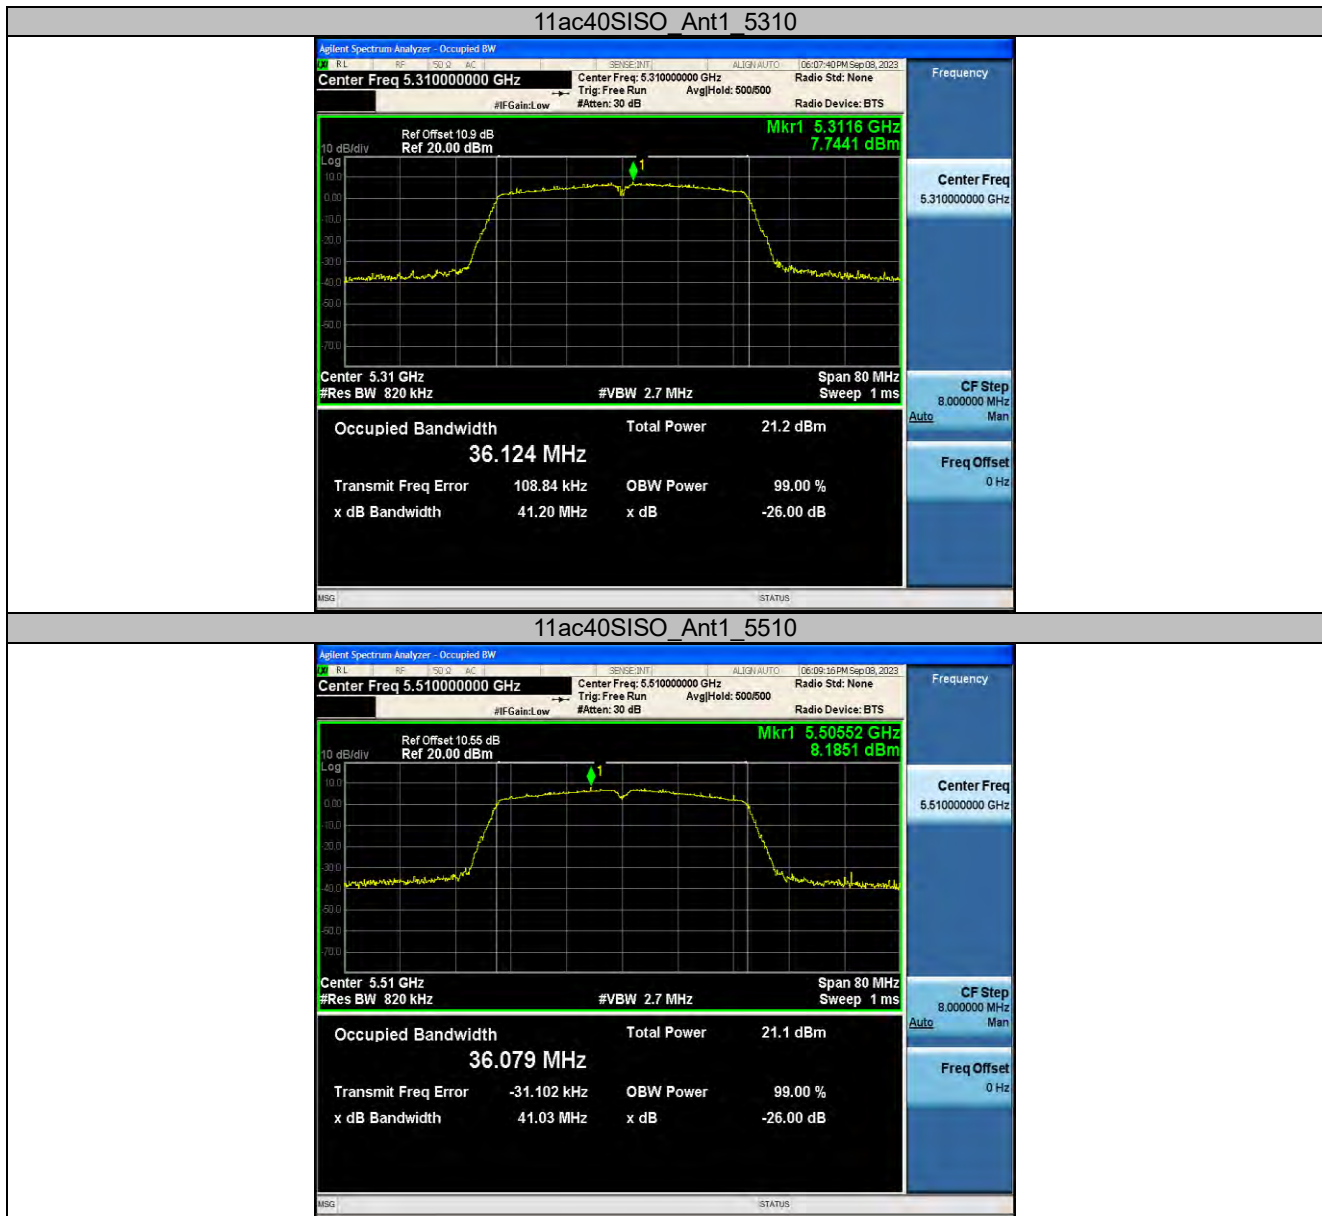 11ac40SISO_Ant1_5310
Agilent Spectrum Analyzer - Occupied BW
RL RF 50 Ω AC SENSE:INT ALIGN AUTO 06:07:40 PM Sep 08, 2023
Center Freq 5.310000000 GHz
Center Freq: 5.310000000 GHz
Radio Std: None
Trig: Free Run Avg|Hold: 500/500
#IFGain:Low #Atten: 30 dB Radio Device: BTS
Frequency
Mkr1 5.3116 GHz
7.7441 dBm
Ref Offset 10.9 dB
10 dB/div Ref 20.00 dBm
Log
10.0
0.00
-10.0
-20.0
-30.0
-40.0
-50.0
-60.0
-70.0
1
Center 5.31 GHz Span 80 MHz
#Res BW 820 kHz #VBW 2.7 MHz Sweep 1 ms
Center Freq
5.310000000 GHz
CF Step
8.000000 MHz
Auto Man
Freq Offset
0 Hz
Occupied Bandwidth Total Power 21.2 dBm
36.124 MHz
Transmit Freq Error 108.84 kHz OBW Power 99.00 %
x dB Bandwidth 41.20 MHz x dB -26.00 dB
MSG STATUS
11ac40SISO_Ant1_5510
Agilent Spectrum Analyzer - Occupied BW
RL RF 50 Ω AC SENSE:INT ALIGN AUTO 06:09:16 PM Sep 08, 2023
Center Freq 5.510000000 GHz
Center Freq: 5.510000000 GHz
Radio Std: None
Trig: Free Run Avg|Hold: 500/500
#IFGain:Low #Atten: 30 dB Radio Device: BTS
Frequency
Mkr1 5.50552 GHz
8.1851 dBm
Ref Offset 10.55 dB
10 dB/div Ref 20.00 dBm
Log
10.0
0.00
-10.0
-20.0
-30.0
-40.0
-50.0
-60.0
-70.0
1
Center 5.51 GHz Span 80 MHz
#Res BW 820 kHz #VBW 2.7 MHz Sweep 1 ms
Center Freq
5.510000000 GHz
CF Step
8.000000 MHz
Auto Man
Freq Offset
0 Hz
Occupied Bandwidth Total Power 21.1 dBm
36.079 MHz
Transmit Freq Error -31.102 kHz OBW Power 99.00 %
x dB Bandwidth 41.03 MHz x dB -26.00 dB
MSG STATUS